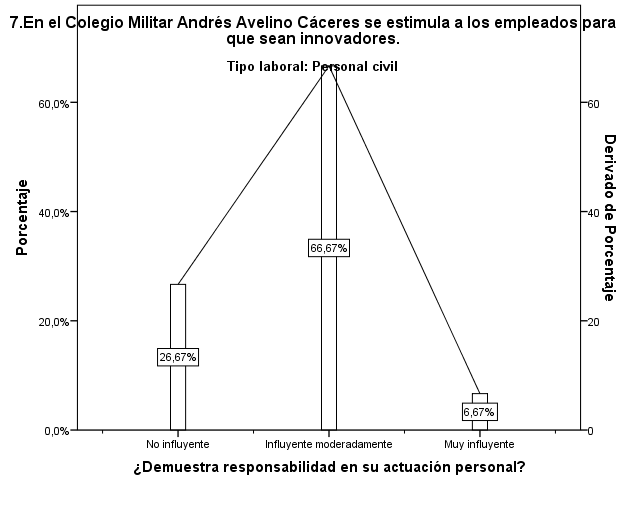 7.En el Colegio Militar Andrés Avelino Cáceres se estimula a los empleados para
que sean innovadores.
Tipo laboral: Personal civil
Porcentaje
60,0%
40,0%
20,0%
0,0%
26,67%
66,67%
6,67%
60
40
20
0
Derivado de Porcentaje
No influyente
Influyente moderadamente
Muy influyente
¿Demuestra responsabilidad en su actuación personal?